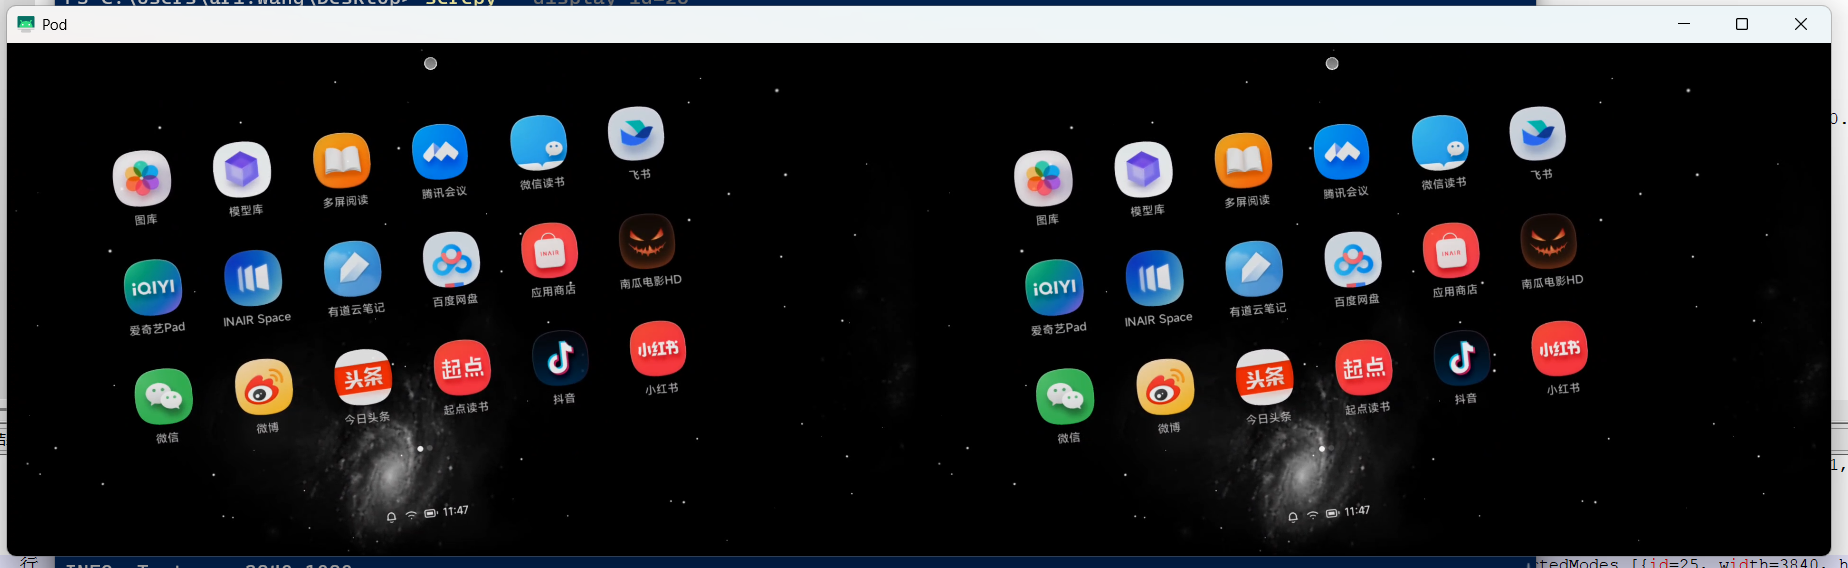 Pod
图库
模型库
多屏阅读
腾讯会议
微信读书
飞书
iQIYI
爱奇艺Pad
INAIR Space
有道云笔记
百度网盘
INAIR
应用商店
南瓜电影HD
微信
微博
头条
今日头条
起点
起点读书
抖音
小红书
小红书
11:47
图库
模型库
多屏阅读
腾讯会议
微信读书
飞书
iQIYI
爱奇艺Pad
INAIR Space
有道云笔记
百度网盘
INAIR
应用商店
南瓜电影HD
微信
微博
头条
今日头条
起点
起点读书
抖音
小红书
小红书
11:47
行
ctedModes [{id=25, width=3840, h